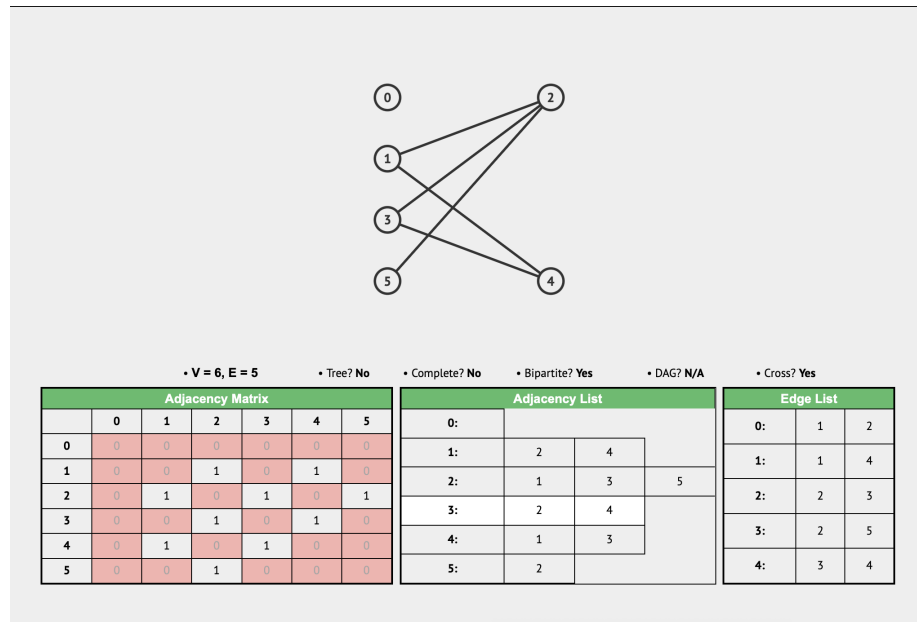 0 2
1
3
5 4
• V = 6, E = 5 • Tree? No • Complete? No • Bipartite? Yes • DAG? N/A • Cross? Yes
Adjacency Matrix
0 1 2 3 4 5
0 0 0 0 0 0 0
1 0 0 1 0 1 0
2 0 1 0 1 0 1
3 0 0 1 0 1 0
4 0 1 0 1 0 0
5 0 0 1 0 0 0
Adjacency List
0:
1: 2 4
2: 1 3 5
3: 2 4
4: 1 3
5: 2
Edge List
0: 1 2
1: 1 4
2: 2 3
3: 2 5
4: 3 4